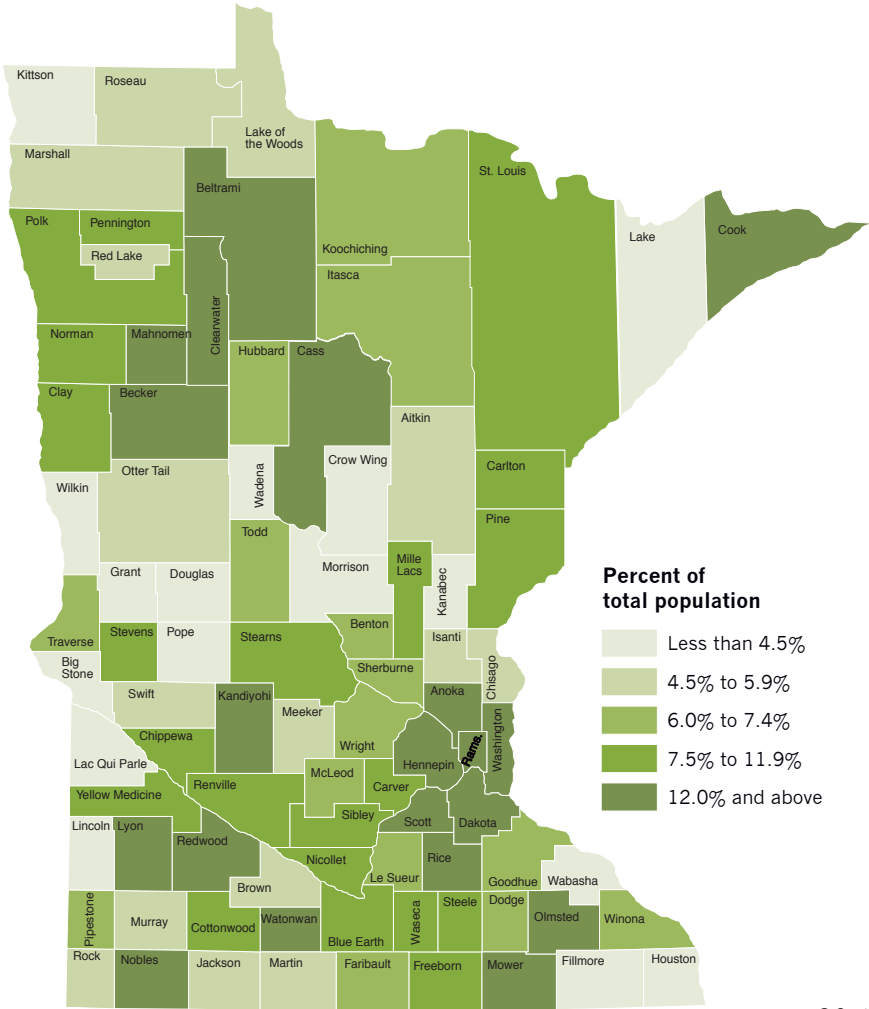 Kittson
Roseau
Lake of
the Woods
Marshall
Beltrami
St. Louis
Polk
Pennington
Koochiching
Lake
Cook
Red Lake
Itasca
Clearwater
Norman
Mahnomen
Hubbard
Cass
Clay
Becker
Aitkin
Otter Tail
Wadena
Crow Wing
Carlton
Wilkin
Pine
Todd
Grant
Douglas
Morrison
Mille
Lacs
Kanabec
Percent of
total population
Less than 4.5%
4.5% to 5.9%
6.0% to 7.4%
7.5% to 11.9%
12.0% and above
Traverse
Stevens
Pope
Stearns
Benton
Isanti
Chisago
Big
Stone
Sherburne
Swift
Kandiyohi
Meeker
Anoka
Washington
Chippewa
Wright
Rams.
Lac Qui Parle
Hennepin
McLeod
Yellow Medicine
Renville
Carver
Sibley
Lincoln
Lyon
Redwood
Scott
Dakota
Nicollet
Rice
Le Sueur
Goodhue
Wabasha
Brown
Pipestone
Murray
Cottonwood
Watonwan
Blue Earth
Waseca
Steele
Dodge
Olmsted
Winona
Rock
Nobles
Jackson
Martin
Faribault
Freeborn
Mower
Fillmore
Houston